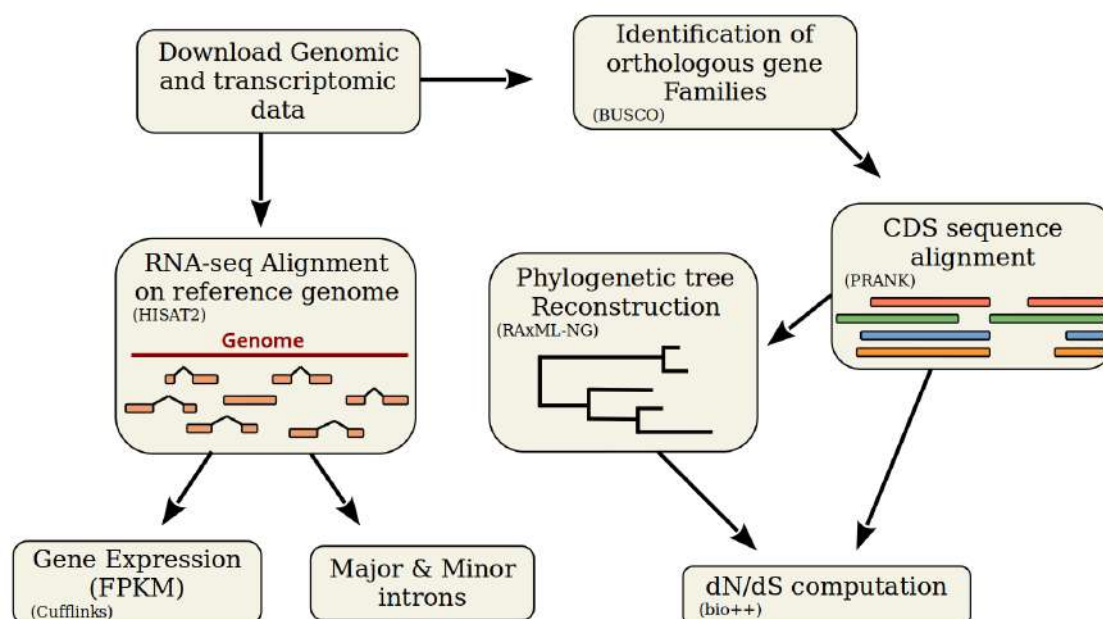 Download Genomic
and transcriptomic
data
Identification of
orthologous gene
Families
(BUSCO)
RNA-seq Alignment
on reference genome
(HISAT2)
Genome
Phylogenetic tree
Reconstruction
(RAxML-NG)
CDS sequence
alignment
(PRANK)
Gene Expression
(FPKM)
(Cufflinks)
Major & Minor
introns
dN/dS computation
(bio++)